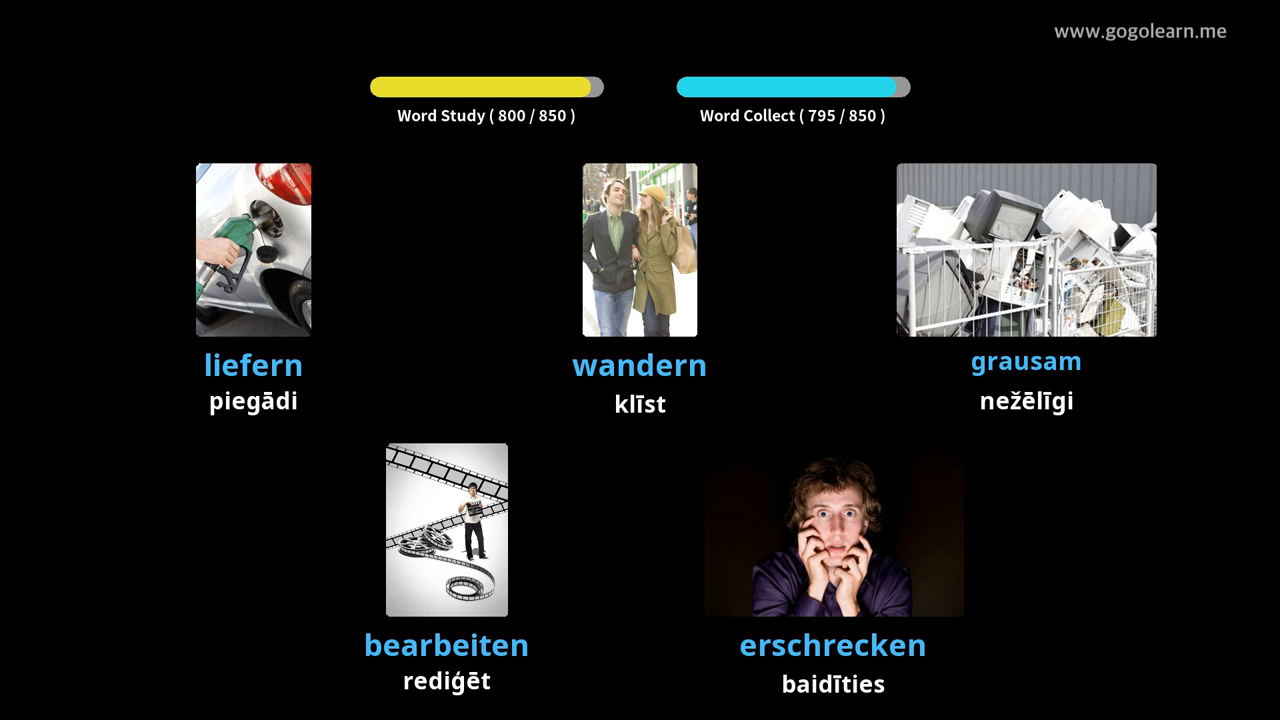 www.gogolearn.me
Word Study ( 800 / 850 )
Word Collect ( 795 / 850 )
liefern
piegādi
wandern
klīst
grausam
nežēlīgi
bearbeiten
rediģēt
erschrecken
baidīties